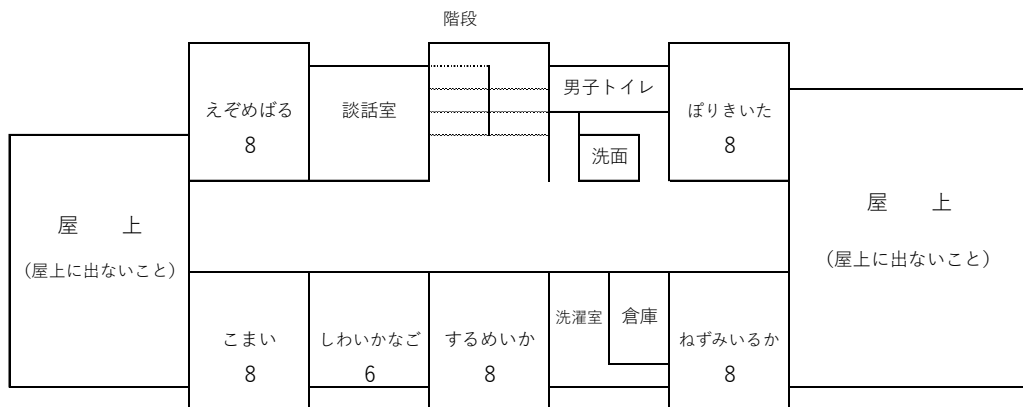 階段
えぞめばる
8
談話室
男子トイレ
洗面
ぽりきいた
8
屋　上
(屋上に出ないこと)
屋　上
(屋上に出ないこと)
こまい
8
しわいかなご
6
するめいか
8
洗濯室
倉庫
ねずみいるか
8